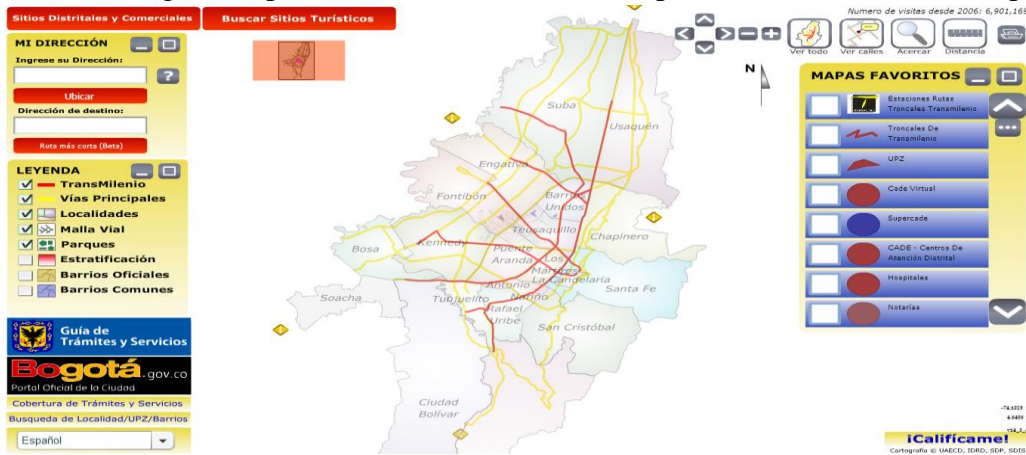 Sitios Distritales y Comerciales
Buscar Sitios Turísticos
Numero de visitas desde 2006: 6,901,169
MI DIRECCIÓN
Ingrese su Dirección:
?
Ubicar
Dirección de destino:
Ruta más corta (Beta)
LEYENDA
TransMilenio
Vías Principales
Localidades
Malla Vial
Parques
Estratificación
Barrios Oficiales
Barrios Comunes
Guía de
Trámites y Servicios
Bogotá.gov.co
Portal Oficial de la Ciudad
Cobertura de Trámites y Servicios
Busqueda de Localidad/UPZ/Barrios
Español
Suba
Usaquén
Engativa
Fontibón
Barrios
Unidos
Teusaquillo
Chapinero
Bosa
Kennedy
Puente
Aranda
Los
Mártires
La Candelaria
Santa Fe
Soacha
Tunjuelito
Antonio
Nariño
Rafael
Uribe
San Cristóbal
Ciudad
Bolívar
N
Ver todo
Ver calles
Acercar
Distancia
MAPAS FAVORITOS
Estaciones Rutas
Troncales Transmilenio
Troncales De
Transmilenio
UPZ
Cade Virtual
Supercade
CADE - Centros De
Atención Distrital
Hospitales
Notarías
¡Califícame!
Cartografía © UAECD, IDRD, SDP, SDIS